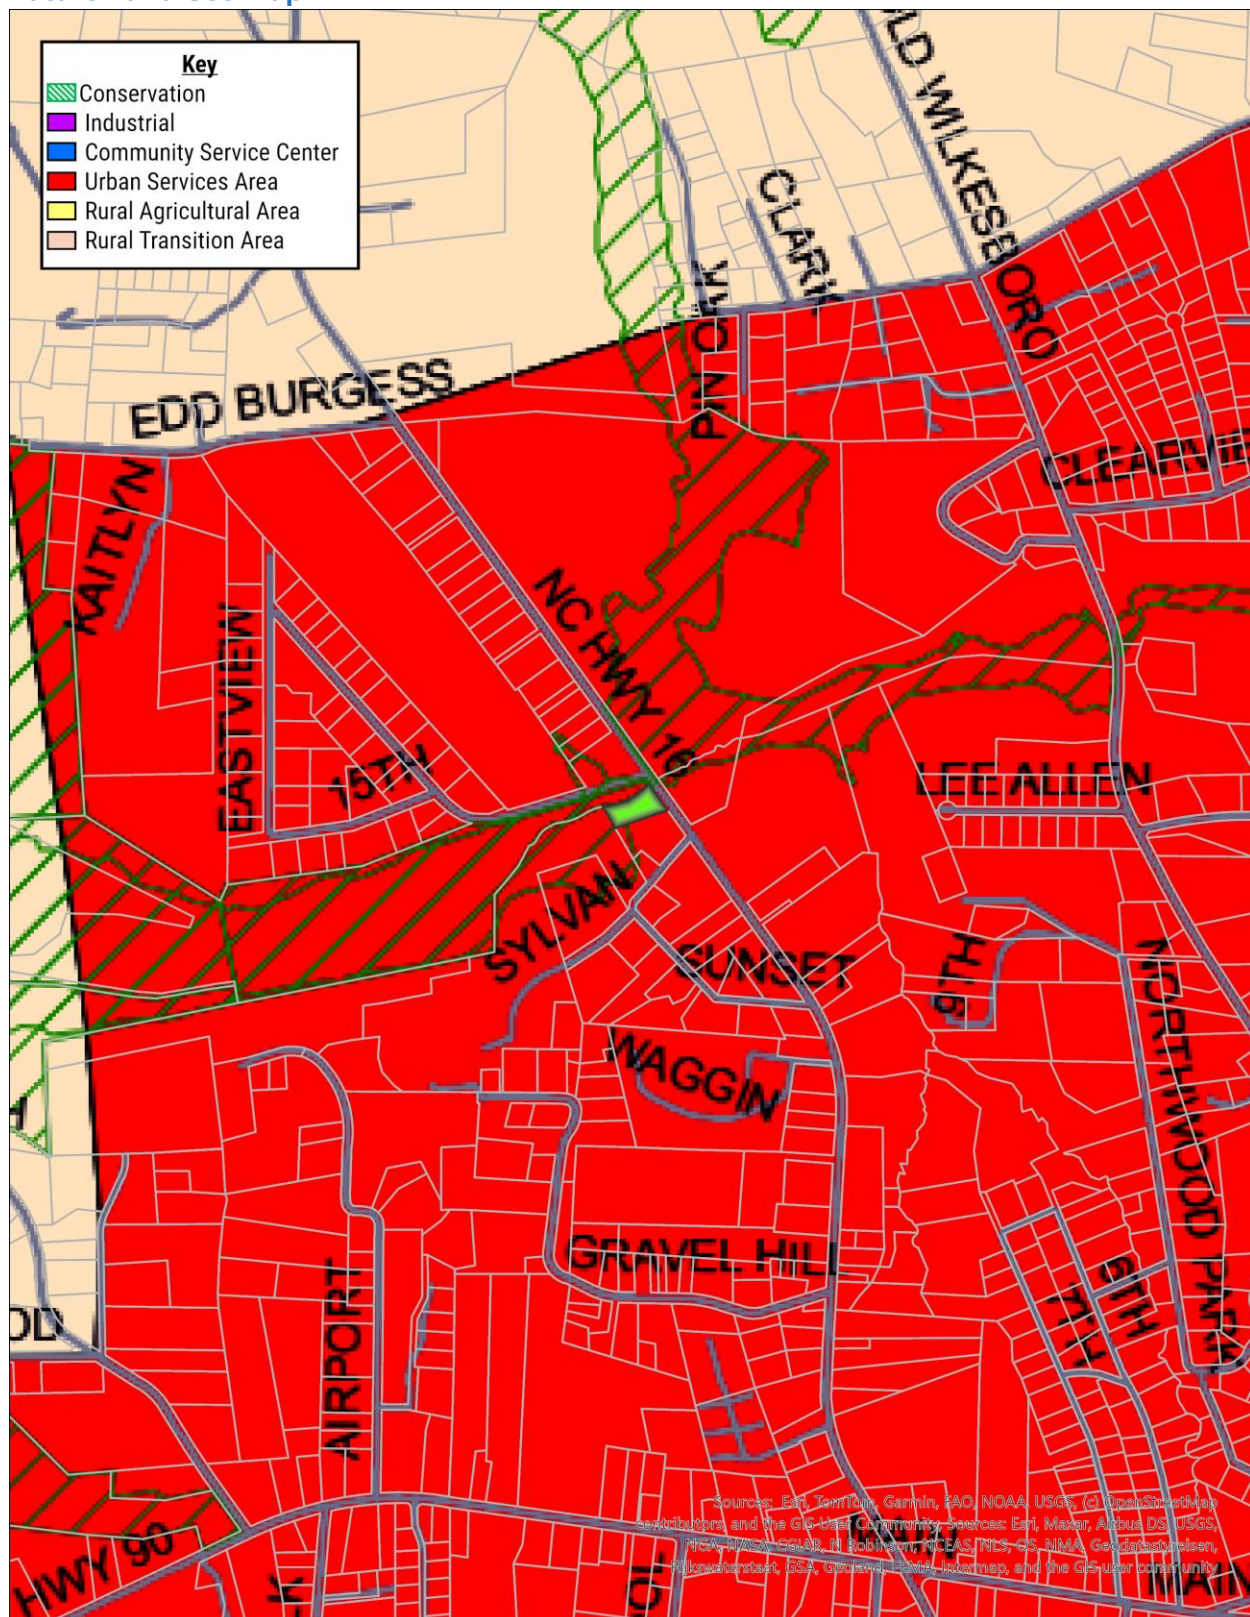 Key
Conservation
Industrial
Community Service Center
Urban Services Area
Rural Agricultural Area
Rural Transition Area
OLD WILKESBORO
CLARK
PIN OAK
EDD BURGESS
CLEARVIE
KAITLYN
NC HWY 16
EASTVIEW
15TH
LEE ALLEN
SYLVAN
SUNSET
9TH
NORTHWOOD PARK
WAGGIN
GRAVEL HILL
6TH
7TH
OD
AIRPORT
HWY 90
MAIN
Sources: Esri, TomTom, Garmin, FAO, NOAA, USGS, (c) OpenStreetMap
contributors, and the GIS User Community, Sources: Esri, Maxar, Airbus DS, USGS,
NGA, NASA, CGIAR, N Robinson, NCEAS, NLS, OS, NMA, Geodatastyrelsen,
Rijkswaterstaat, GSA, Geoland, FEMA, Intermap, and the GIS user community